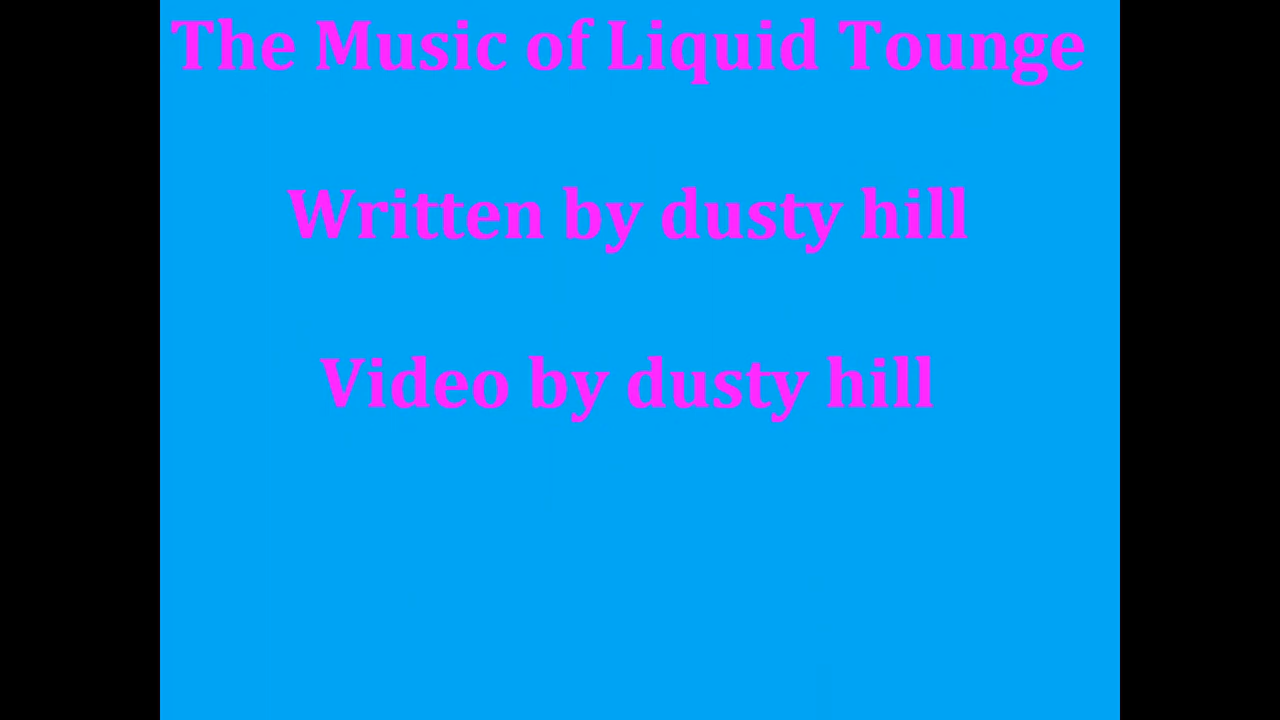 The Music of Liquid Tounge
Written by dusty hill
Video by dusty hill